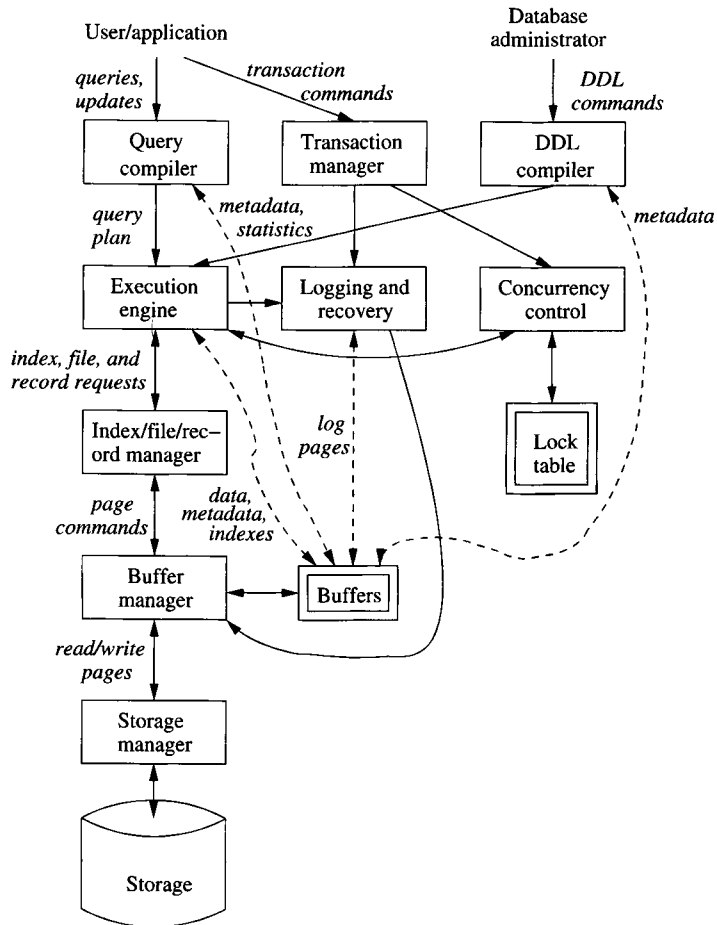 User/application
Database
administrator
queries,
updates
transaction
commands
DDL
commands
Query
compiler
Transaction
manager
DDL
compiler
query
plan
metadata,
statistics
metadata
Execution
engine
Logging and
recovery
Concurrency
control
index, file, and
record requests
Index/file/rec–
ord manager
log
pages
Lock
table
page
commands
data,
metadata,
indexes
Buffer
manager
Buffers
read/write
pages
Storage
manager
Storage